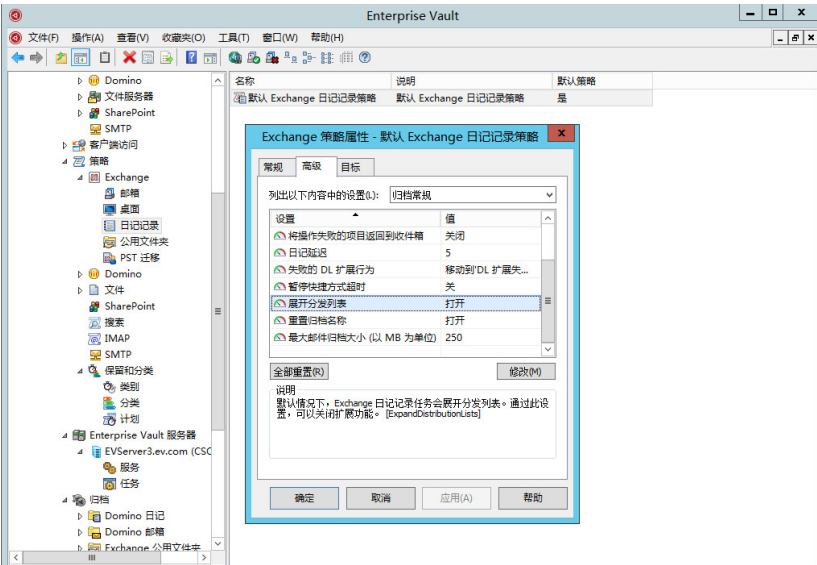 Enterprise Vault
文件(F) 操作(A) 查看(V) 收藏夹(O) 工具(T) 窗口(W) 帮助(H)
Domino
文件服务器
SharePoint
SMTP
客户端访问
策略
Exchange
邮箱
桌面
日记记录
公用文件夹
PST 迁移
Domino
文件
SharePoint
搜索
IMAP
SMTP
保留和分类
类别
分类
计划
Enterprise Vault 服务器
EVServer3.ev.com (CSC
服务
任务
归档
Domino 日记
Domino 邮箱
Exchange 公用文件夹
名称 说明 默认策略
默认 Exchange 日记记录策略 默认 Exchange 日记记录策略 是
Exchange 策略属性 - 默认 Exchange 日记记录策略
常规 高级 目标
列出以下内容中的设置(L): 归档常规
设置 值
将操作失败的项目返回到收件箱 关闭
日记延迟 5
失败的 DL 扩展行为 移动到'DL 扩展失...
暂停快捷方式超时 关
展开分发列表 打开
重置归档名称 打开
最大邮件归档大小 (以 MB 为单位) 250
全部重置(R) 修改(M)
说明
默认情况下，Exchange 日记记录任务会展开分发列表。通过此设
置，可以关闭扩展功能。[ExpandDistributionLists]
确定 取消 应用(A) 帮助